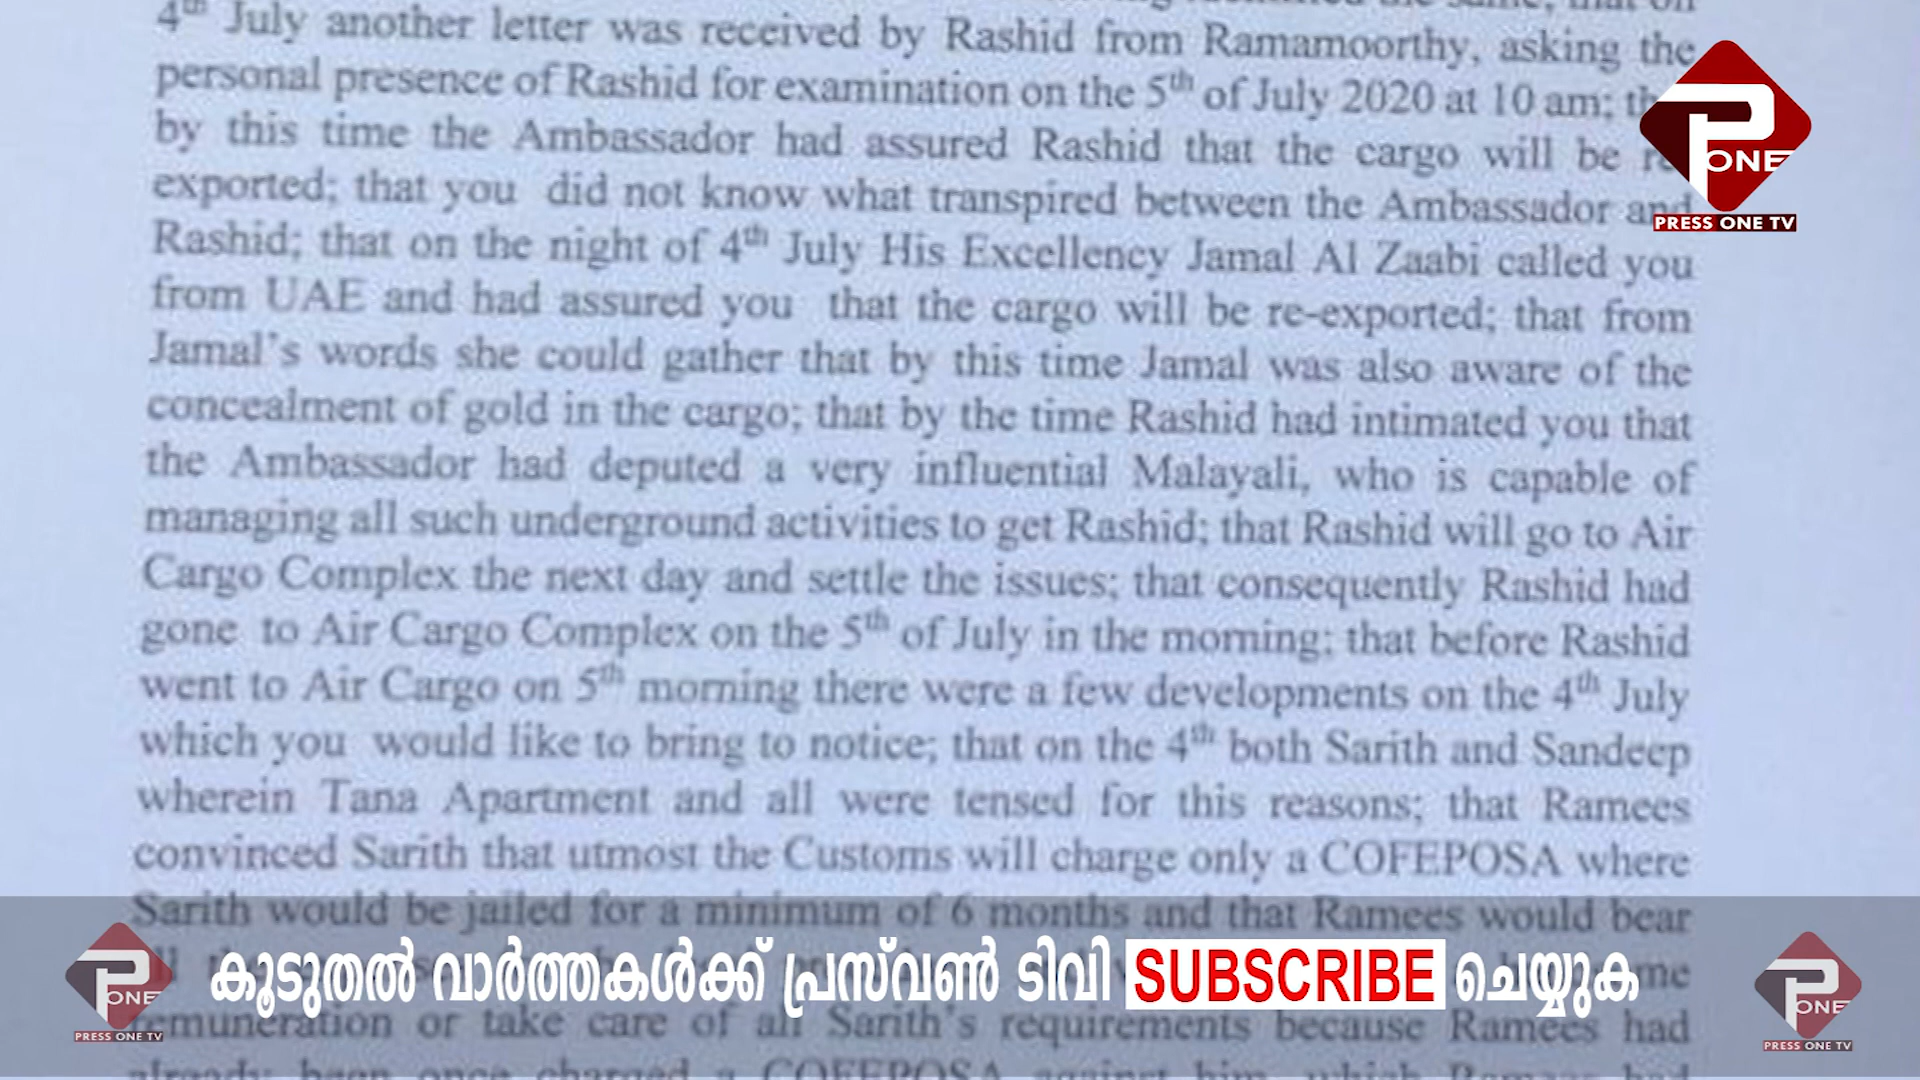 4th July another letter was received by Rashid from Ramamoorthy, asking the
personal presence of Rashid for examination on the 5th of July 2020 at 10 am;
by this time the Ambassador had assured Rashid that the cargo will be
exported; that you did not know what transpired between the Ambassador and
Rashid; that on the night of 4th July His Excellency Jamal Al Zaabi called you
from UAE and had assured you that the cargo will be re-exported; that from
Jamal's words she could gather that by this time Jamal was also aware of the
concealment of gold in the cargo; that by the time Rashid had intimated you that
the Ambassador had deputed a very influential Malayali, who is capable of
managing all such underground activities to get Rashid; that Rashid will go to Air
Cargo Complex the next day and settle the issues; that consequently Rashid had
gone to Air Cargo Complex on the 5th of July in the morning; that before Rashid
went to Air Cargo on 5th morning there were a few developments on the 4th July
which you would like to bring to notice; that on the 4th both Sarith and Sandeep
wherein Tana Apartment and all were tensed for this reasons; that Ramees
convinced Sarith that utmost the Customs will charge only a COFEPOSA where
Sarith would be jailed for a minimum of 6 months and that Ramees would bear
remuneration or take care of all Sarith's requirements because Ramees had
already been once charged a COFEPOSA against him, which Ramees had
P ONE
PRESS ONE TV
കൂടുതൽ വാർത്തകൾക്ക് പ്രസ്‌വൺ ടിവി SUBSCRIBE ചെയ്യുക
P ONE
PRESS ONE TV
P ONE
PRESS ONE TV